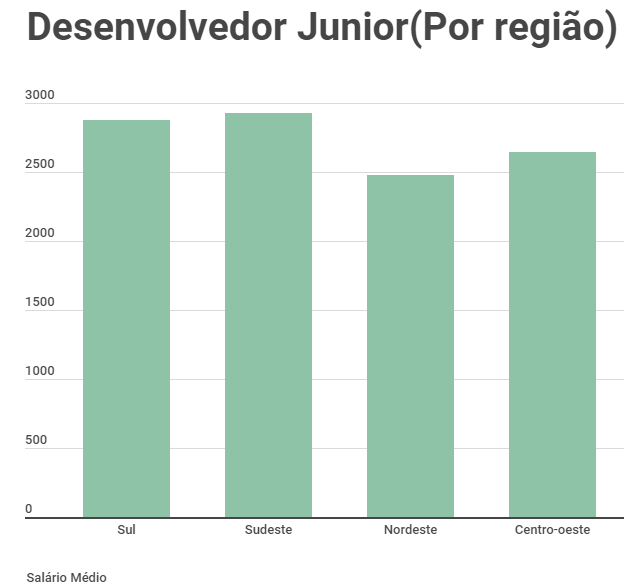 Desenvolvedor Junior(Por região)
3000
2500
2000
1500
1000
500
0
Sul Sudeste Nordeste Centro-oeste
Salário Médio